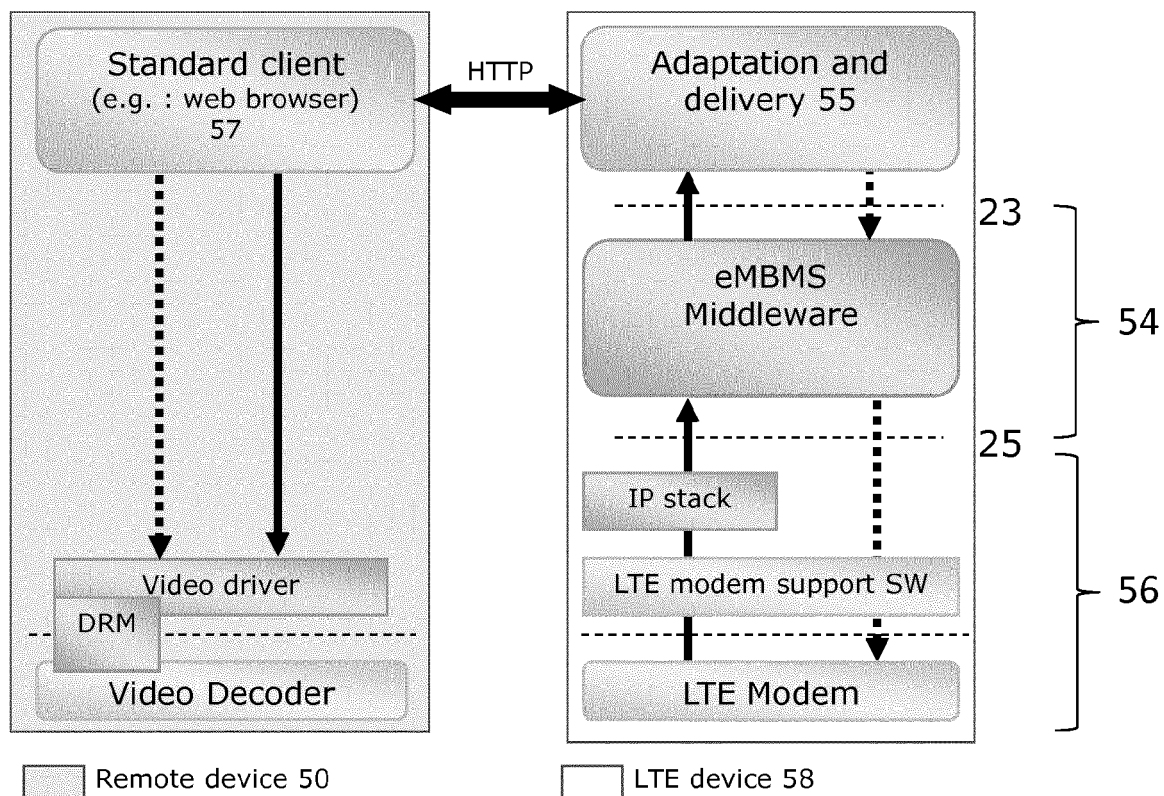 Standard client
(e.g. : web browser)
57
HTTP
Adaptation and
delivery 55
23
eMBMS
Middleware
54
25
IP stack
Video driver
LTE modem support SW
56
DRM
Video Decoder
LTE Modem
Remote device 50
LTE device 58